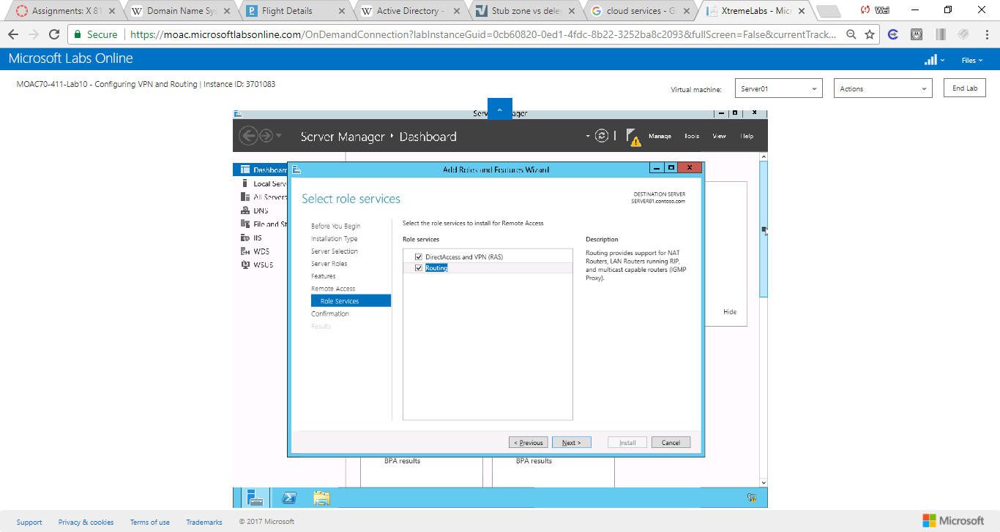 Assignments: X 81
Domain Name Sys
Flight Details
Active Directory -
Stub zone vs dele
cloud services - G
XtremeLabs - Micr
Wei
Secure
https://moac.microsoftlabsonline.com/OnDemandConnection?labInstanceGuid=0cb60820-0ed1-4fdc-8b22-3252ba8c2093&fullScreen=False&currentTrack...
Microsoft Labs Online
Files
MOAC70-411-Lab10 - Configuring VPN and Routing | Instance ID: 3701083
Virtual machine:
Server01
Actions
End Lab
Server Manager • Dashboard
Manage
Tools
View
Help
Dashboard
Local Serv
All Servers
DNS
File and St
IIS
WDS
WSUS
Add Roles and Features Wizard
Select role services
DESTINATION SERVER
SERVER01.contoso.com
Before You Begin
Installation Type
Server Selection
Server Roles
Features
Remote Access
Role Services
Confirmation
Results
Select the role services to install for Remote Access
Role services
DirectAccess and VPN (RAS)
Routing
Description
Routing provides support for NAT
Routers, LAN Routers running RIP,
and multicast capable routers (IGMP
Proxy).
Hide
< Previous
Next >
Install
Cancel
BPA results
BPA results
Support
Privacy & cookies
Terms of use
Trademarks
© 2017 Microsoft
Microsoft